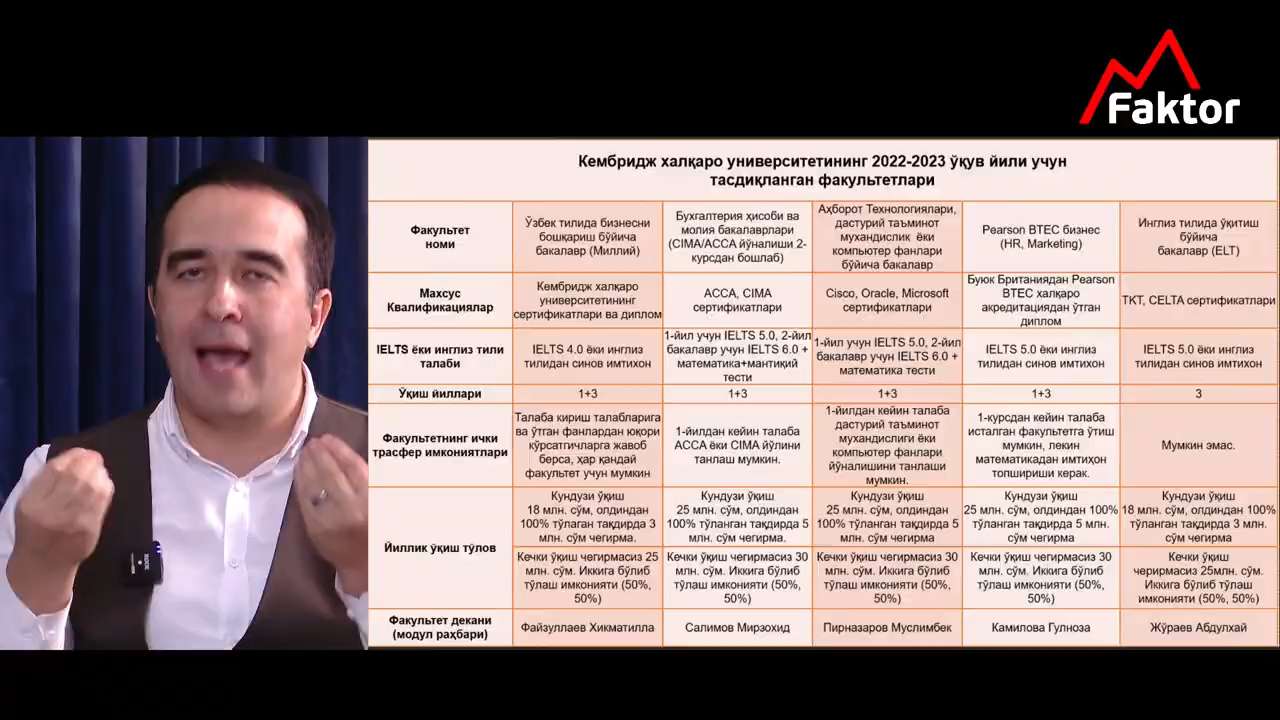 Faktor
Кембридж халқаро университетининг 2022-2023 ўқув йили учун
тасдиқланган факультетлари
Факультет
номи
Ўзбек тилида бизнесни
бошқариш бўйича
бакалавр (Миллий)
Бухгалтерия ҳисоби ва
молия бакалаврлари
(CIMA/ACCA йўналиши 2-
курсдан бошлаб)
Аҳборот Технологиялари,
дастурий таъминот
мухандислик ёки
компьютер фанлари
бўйича бакалавр
Pearson BTEC бизнес
(HR, Marketing)
Инглиз тилида ўқитиш
бўйича
бакалавр (ELT)
Махсус
Квалификациялар
Кембридж халқаро
университетининг
сертификатлари ва диплом
ACCA, CIMA
сертификатлари
Cisco, Oracle, Microsoft
сертификатлари
Буюк Британиядан Pearson
BTEC халқаро
акредитациядан ўтган
диплом
TKT, CELTA сертификатлари
IELTS ёки инглиз тили
талаби
IELTS 4.0 ёки инглиз
тилидан синов имтихон
1-йил учун IELTS 5.0, 2-йил
бакалавр учун IELTS 6.0 +
математика+мантиқий
тести
1-йил учун IELTS 5.0, 2-йил
бакалавр учун IELTS 6.0 +
математика тести
IELTS 5.0 ёки инглиз
тилидан синов имтихон
IELTS 5.0 ёки инглиз
тилидан синов имтихон
Ўқиш йиллари
1+3
1+3
1+3
1+3
3
Факультетнинг ички
трасфер имкониятлари
Талаба кириш талабларига
ва ўтган фанлардан юқори
кўрсатгичларга жавоб
берса, ҳар қандай
факультет учун мумкин
1-йилдан кейин талаба
ACCA ёки CIMA йўлини
танлаш мумкин.
1-йилдан кейин талаба
дастурий таъминот
мухандислиги ёки
компьютер фанлари
йўналишини танлаши
мумкин.
1-курсдан кейин талаба
исталган факультетга ўтиш
мумкин, лекин
математикадан имтиҳон
топшириши керак.
Мумкин эмас.
Йиллик ўқиш тўлов
Кундузи ўқиш
18 млн. сўм, олдиндан
100% тўлаган тақдирда 3
млн. сўм чегирма.
Кундузи ўқиш
25 млн. сўм, олдиндан
100% тўланган тақдирда 5
млн. сўм чегирма
Кундузи ўқиш
25 млн. сўм, олдиндан
100% тўланган тақдирда 5
млн. сўм чегирма
Кундузи ўқиш
25 млн. сўм, олдиндан 100%
тўланган тақдирда 5 млн.
сўм чегирма
Кундузи ўқиш
18 млн. сўм, олдиндан 100%
тўланган тақдирда 3 млн.
сўм чегирма
Кечки ўқиш чегирмасиз 25
млн. сўм. Иккига бўлиб
тўлаш имконияти (50%,
50%)
Кечки ўқиш чегирмасиз 30
млн. сўм. Иккига бўлиб
тўлаш имконияти (50%,
50%)
Кечки ўқиш чегирмасиз 30
млн. сўм. Иккига бўлиб
тўлаш имконияти (50%,
50%)
Кечки ўқиш чегирмасиз 30
млн. сўм. Иккига бўлиб
тўлаш имконияти (50%,
50%)
Кечки ўқиш
черирмасиз 25млн. сўм.
Иккига бўлиб тўлаш
имконияти (50%, 50%)
Факультет декани
(модул раҳбари)
Файзуллаев Хикматилла
Салимов Мирзохид
Пирназаров Муслимбек
Камилова Гулноза
Жўраев Абдулхай